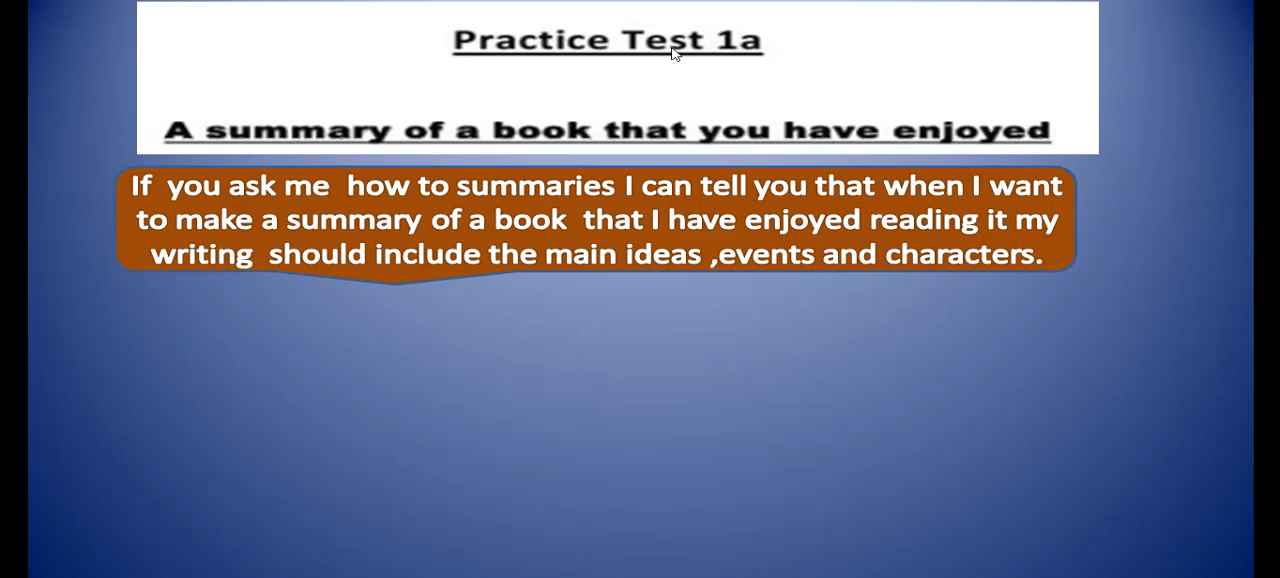 Practice Test 1a
A summary of a book that you have enjoyed
If you ask me how to summaries I can tell you that when I want
to make a summary of a book that I have enjoyed reading it my
writing should include the main ideas ,events and characters.